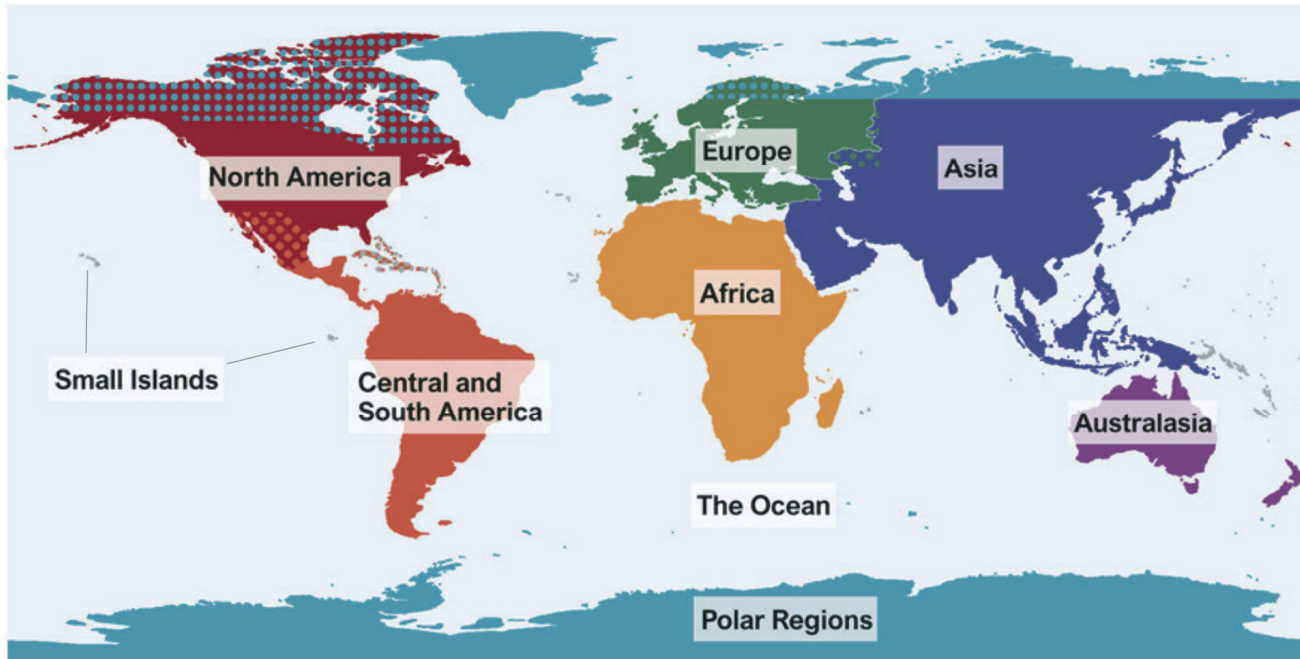 North America
Europe
Asia
Africa
Small Islands
Central and
South America
Australasia
The Ocean
Polar Regions